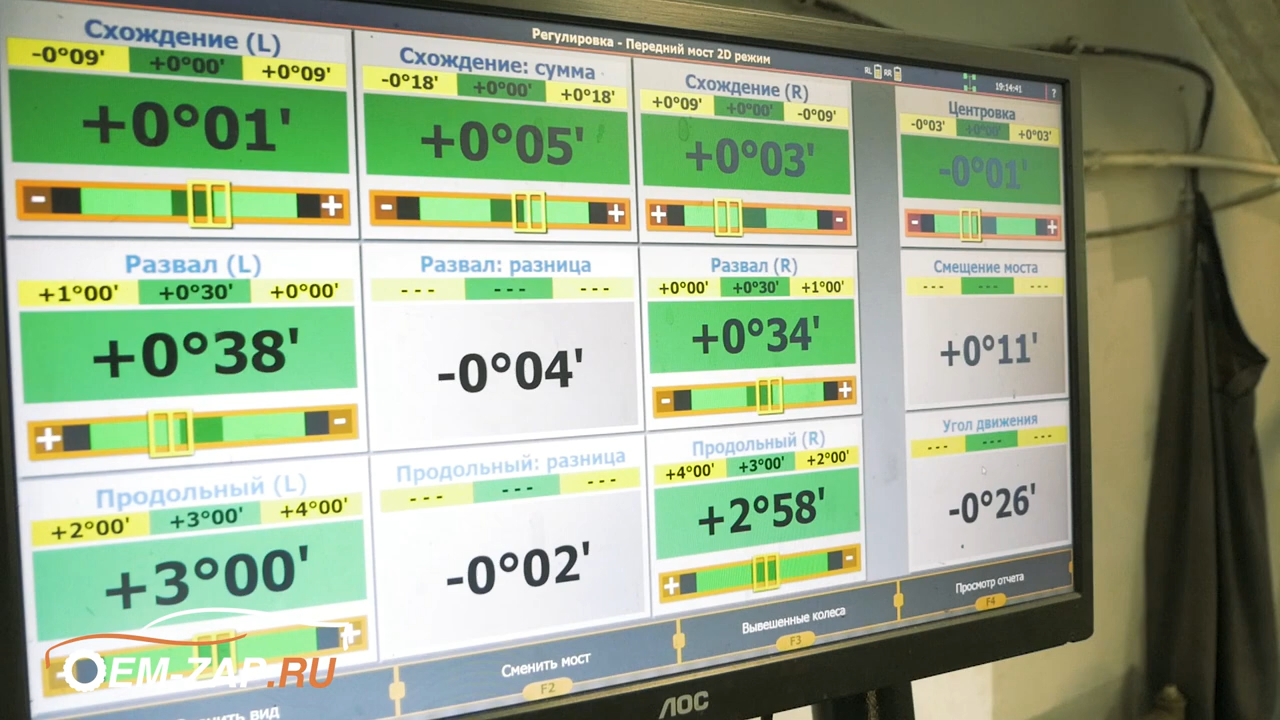 Регулировка - Передний мост 2D режим
RL RR 19:14:41 ?
Схождение (L)
-0°09' +0°00' +0°09'
+0°01'
- +
Схождение: сумма
-0°18' +0°00' +0°18'
+0°05'
- +
Схождение (R)
+0°09' +0°00' -0°09'
+0°03'
+ -
Центровка
-0°03' +0°00' +0°03'
-0°01'
- +
Развал (L)
+1°00' +0°30' +0°00'
+0°38'
+ -
Развал: разница
--- --- ---
-0°04'
Развал (R)
+0°00' +0°30' +1°00'
+0°34'
- +
Смещение моста
--- --- ---
+0°11'
Продольный (L)
+2°00' +3°00' +4°00'
+3°00'
- +
Продольный: разница
--- --- ---
-0°02'
Продольный (R)
+4°00' +3°00' +2°00'
+2°58'
+ -
Угол движения
--- --- ---
-0°26'
вид
Сменить мост
F2
Вывешенные колеса
F3
Просмотр отчета
F4
OEM-ZAP.RU
AOC